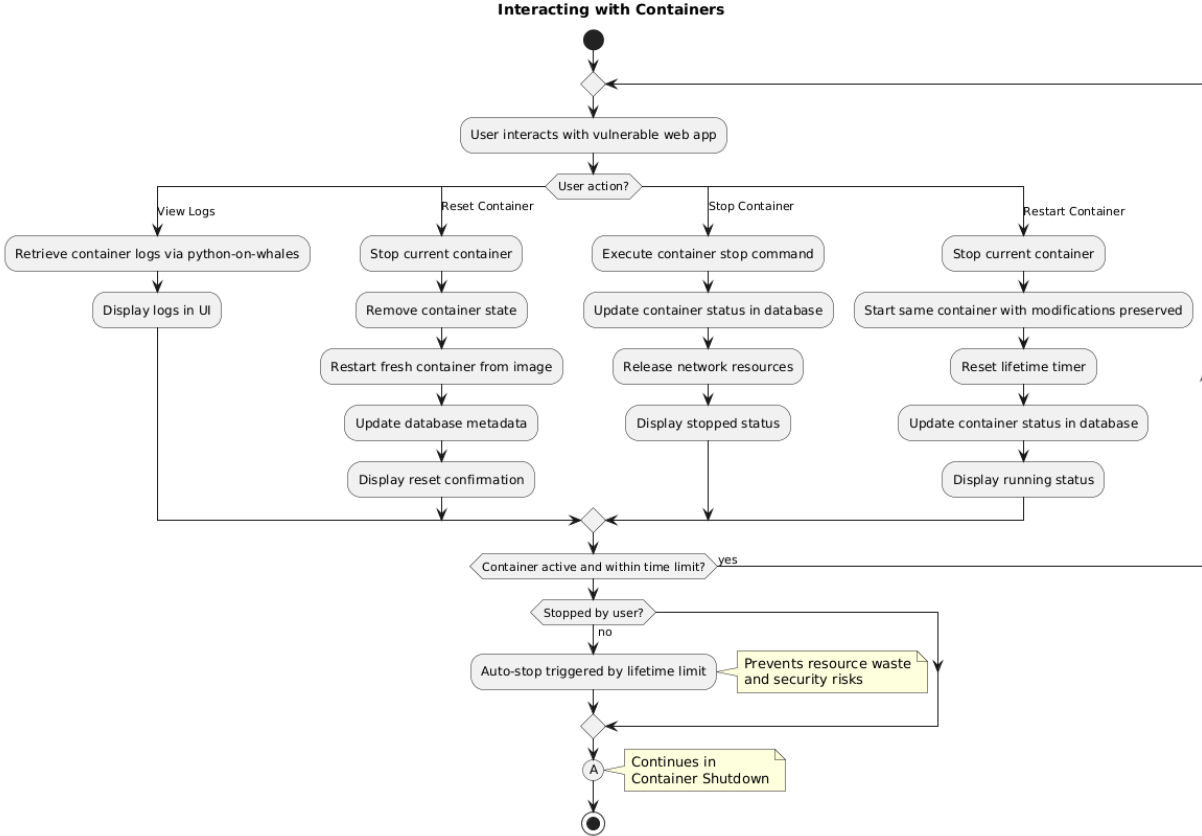 Interacting with Containers
User interacts with vulnerable web app
User action?
View Logs
Retrieve container logs via python-on-whales
Display logs in UI
Reset Container
Stop current container
Remove container state
Restart fresh container from image
Update database metadata
Display reset confirmation
Stop Container
Execute container stop command
Update container status in database
Release network resources
Display stopped status
Restart Container
Stop current container
Start same container with modifications preserved
Reset lifetime timer
Update container status in database
Display running status
Container active and within time limit?
yes
Stopped by user?
no
Auto-stop triggered by lifetime limit
Prevents resource waste
and security risks
A
Continues in
Container Shutdown